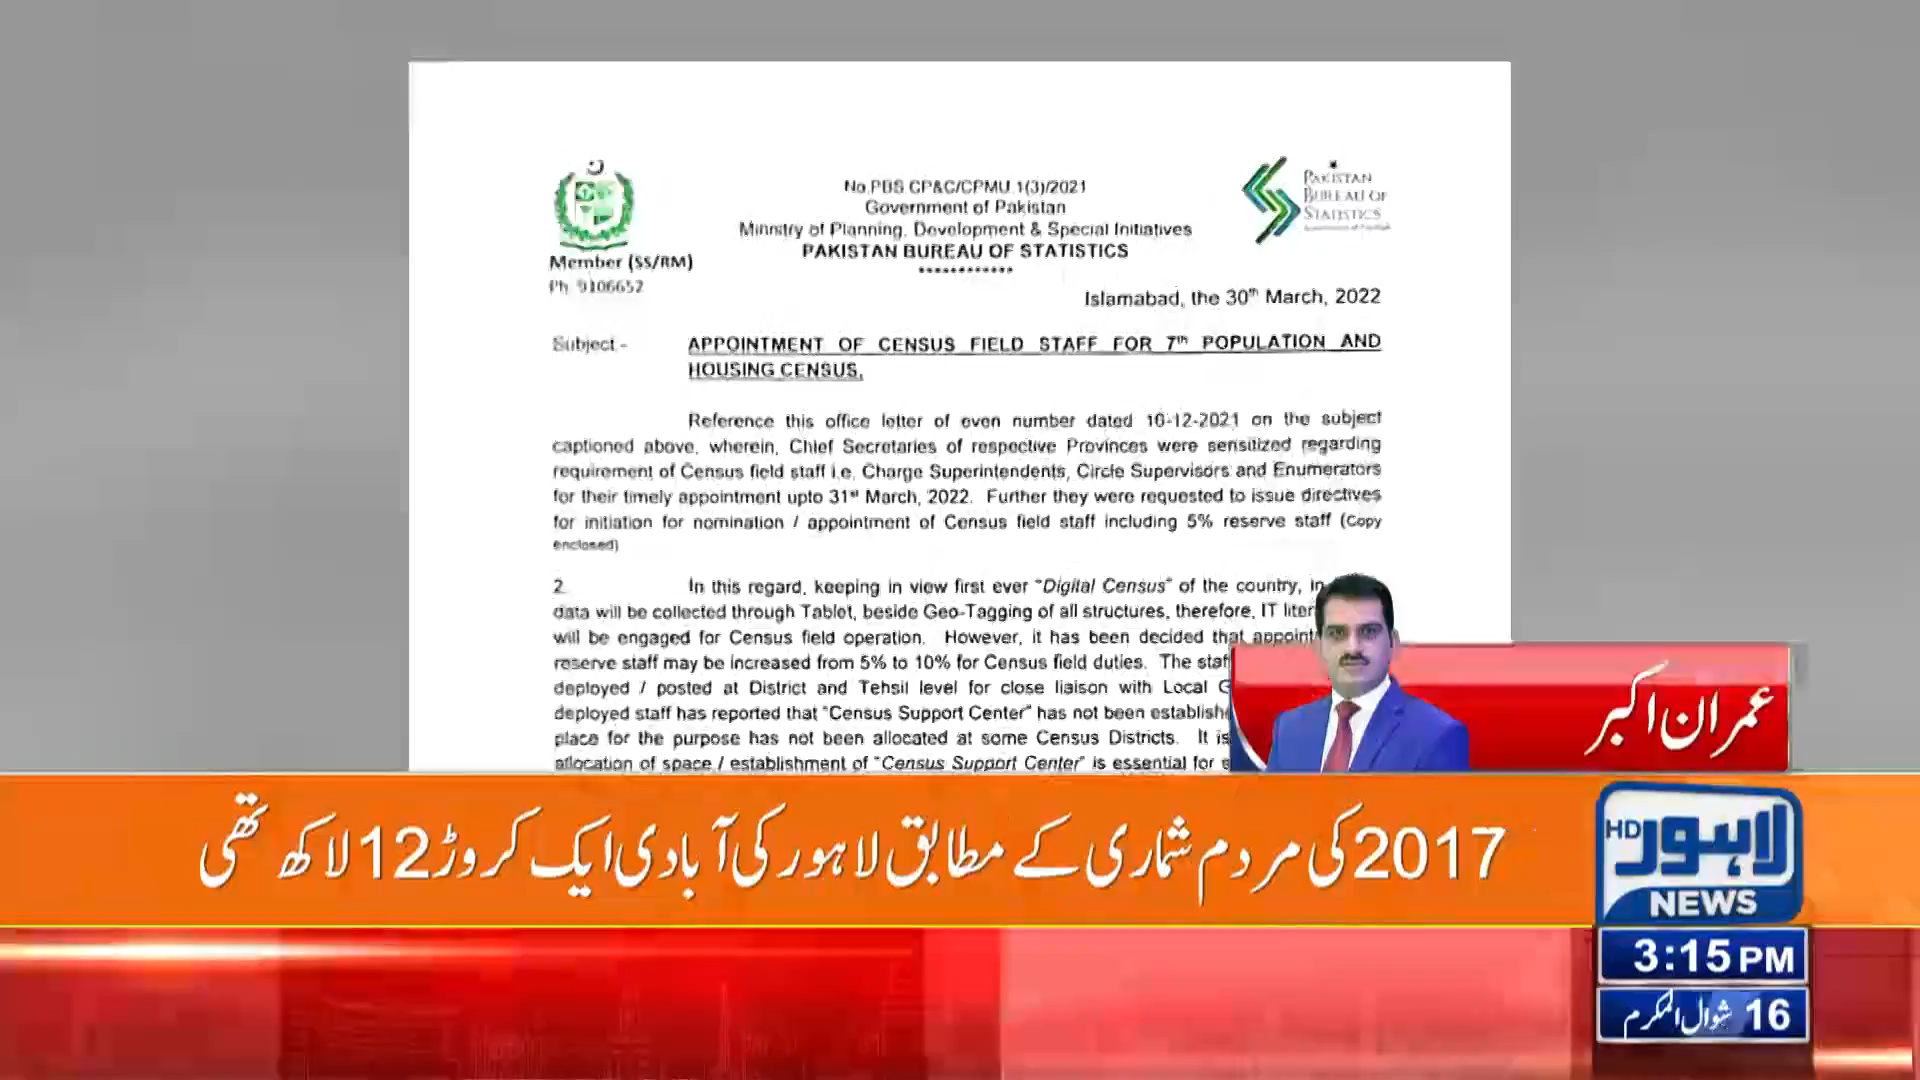 No.PBS.CP&C/CPMU.1(3)/2021
Government of Pakistan
Ministry of Planning, Development & Special Initiatives
PAKISTAN BUREAU OF STATISTICS
************
PAKISTAN
BUREAU OF
STATISTICS
Member (SS/RM)
Ph. 9106652
Islamabad, the 30th March, 2022
Subject:- APPOINTMENT OF CENSUS FIELD STAFF FOR 7th POPULATION AND
HOUSING CENSUS.
Reference this office letter of even number dated 10-12-2021 on the subject
captioned above, wherein, Chief Secretaries of respective Provinces were sensitized regarding
requirement of Census field staff i.e. Charge Superintendents, Circle Supervisors and Enumerators
for their timely appointment upto 31st March, 2022. Further they were requested to issue directives
for initiation for nomination / appointment of Census field staff including 5% reserve staff (Copy
enclosed)
2. In this regard, keeping in view first ever "Digital Census" of the country, in
data will be collected through Tablet, beside Geo-Tagging of all structures, therefore, IT liter
will be engaged for Census field operation. However, it has been decided that appoint
reserve staff may be increased from 5% to 10% for Census field duties. The staf
deployed / posted at District and Tehsil level for close liaison with Local G
deployed staff has reported that "Census Support Center" has not been establish
place for the purpose has not been allocated at some Census Districts. It is
allocation of space / establishment of "Census Support Center" is essential for
عمران اکبر
2017 کی مردم شماری کے مطابق لاہور کی آبادی ایک کروڑ 12 لاکھ تھی
لاہور HD
NEWS
3:15 PM
16 شوال المکرم